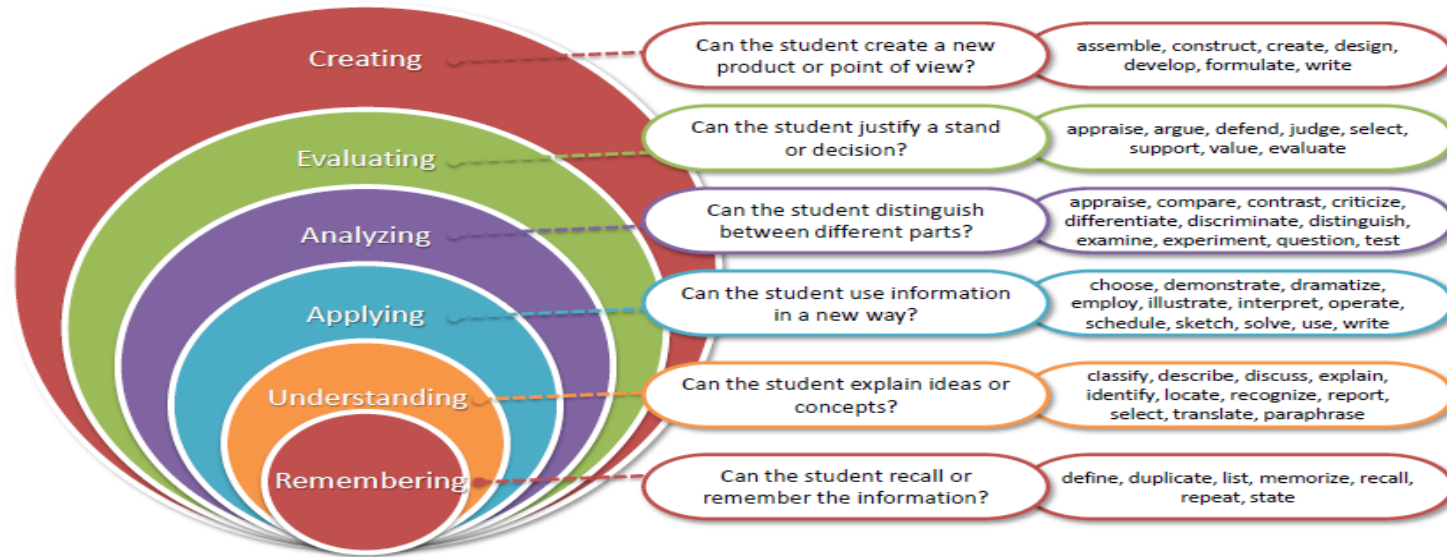 Creating
Can the student create a new
product or point of view?
assemble, construct, create, design,
develop, formulate, write
Evaluating
Can the student justify a stand
or decision?
appraise, argue, defend, judge, select,
support, value, evaluate
Analyzing
Can the student distinguish
between different parts?
appraise, compare, contrast, criticize,
differentiate, discriminate, distinguish,
examine, experiment, question, test
Applying
Can the student use information
in a new way?
choose, demonstrate, dramatize,
employ, illustrate, interpret, operate,
schedule, sketch, solve, use, write
Understanding
Can the student explain ideas or
concepts?
classify, describe, discuss, explain,
identify, locate, recognize, report,
select, translate, paraphrase
Remembering
Can the student recall or
remember the information?
define, duplicate, list, memorize, recall,
repeat, state